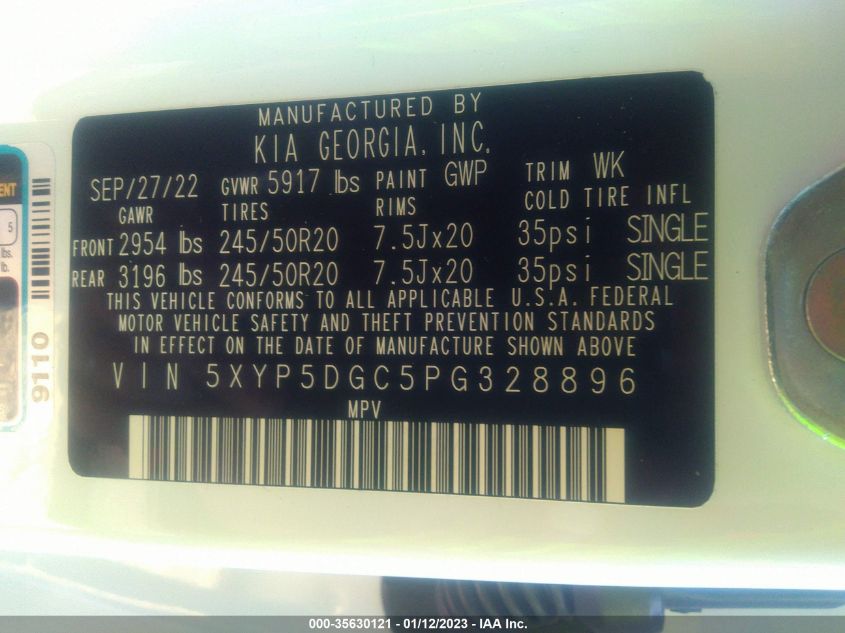 MANUFACTURED BY
KIA GEORGIA, INC.
SEP/27/22 GVWR 5917 lbs PAINT GWP TRIM WK
GAWR TIRES RIMS COLD TIRE INFL
FRONT 2954 lbs 245/50R20 7.5Jx20 35psi SINGLE
REAR 3196 lbs 245/50R20 7.5Jx20 35psi SINGLE
THIS VEHICLE CONFORMS TO ALL APPLICABLE U.S.A. FEDERAL
MOTOR VEHICLE SAFETY AND THEFT PREVENTION STANDARDS
IN EFFECT ON THE DATE OF MANUFACTURE SHOWN ABOVE
VIN 5XYP5DGC5PG328896
MPV
5
lbs.
lb.
9110
000-35630121 - 01/12/2023 - IAA Inc.